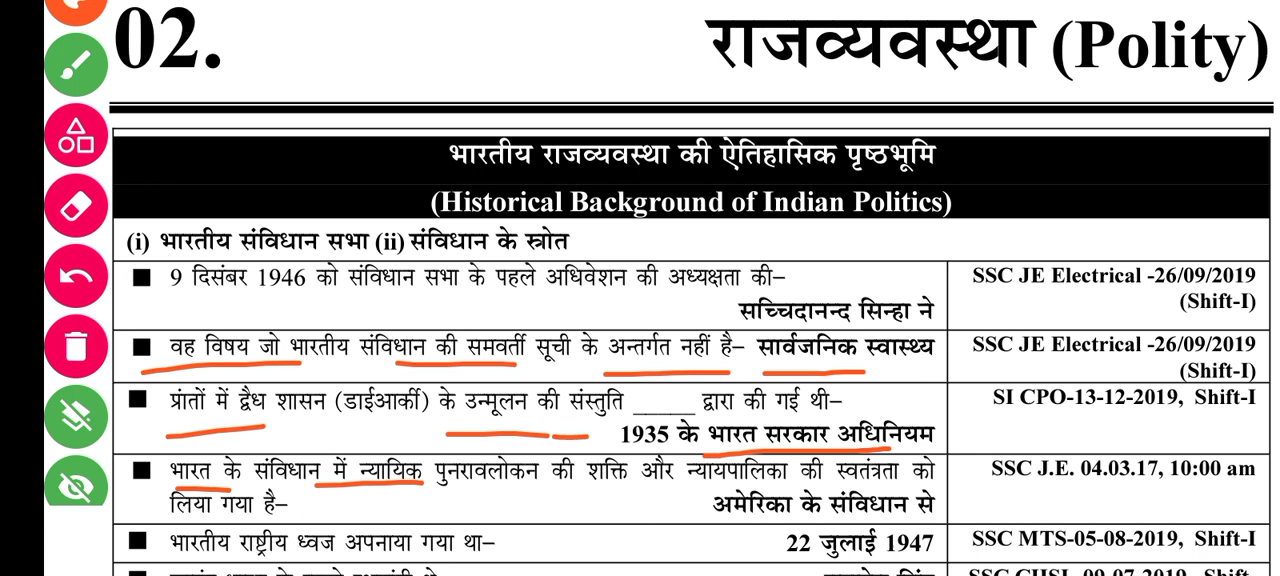 02. राजव्यवस्था (Polity)
भारतीय राजव्यवस्था की ऐतिहासिक पृष्ठभूमि
(Historical Background of Indian Politics)
(i) भारतीय संविधान सभा (ii) संविधान के स्रोत
■ 9 दिसंबर 1946 को संविधान सभा के पहले अधिवेशन की अध्यक्षता की–
सच्चिदानन्द सिन्हा ने
SSC JE Electrical -26/09/2019
(Shift-I)
■ वह विषय जो भारतीय संविधान की समवर्ती सूची के अन्तर्गत नहीं है– सार्वजनिक स्वास्थ्य
SSC JE Electrical -26/09/2019
(Shift-I)
■ प्रांतों में द्वैध शासन (डाईआर्की) के उन्मूलन की संस्तुति _____ द्वारा की गई थी–
1935 के भारत सरकार अधिनियम
SI CPO-13-12-2019, Shift-I
■ भारत के संविधान में न्यायिक पुनरावलोकन की शक्ति और न्यायपालिका की स्वतंत्रता को
लिया गया है– अमेरिका के संविधान से
SSC J.E. 04.03.17, 10:00 am
■ भारतीय राष्ट्रीय ध्वज अपनाया गया था– 22 जुलाई 1947
SSC MTS-05-08-2019, Shift-I